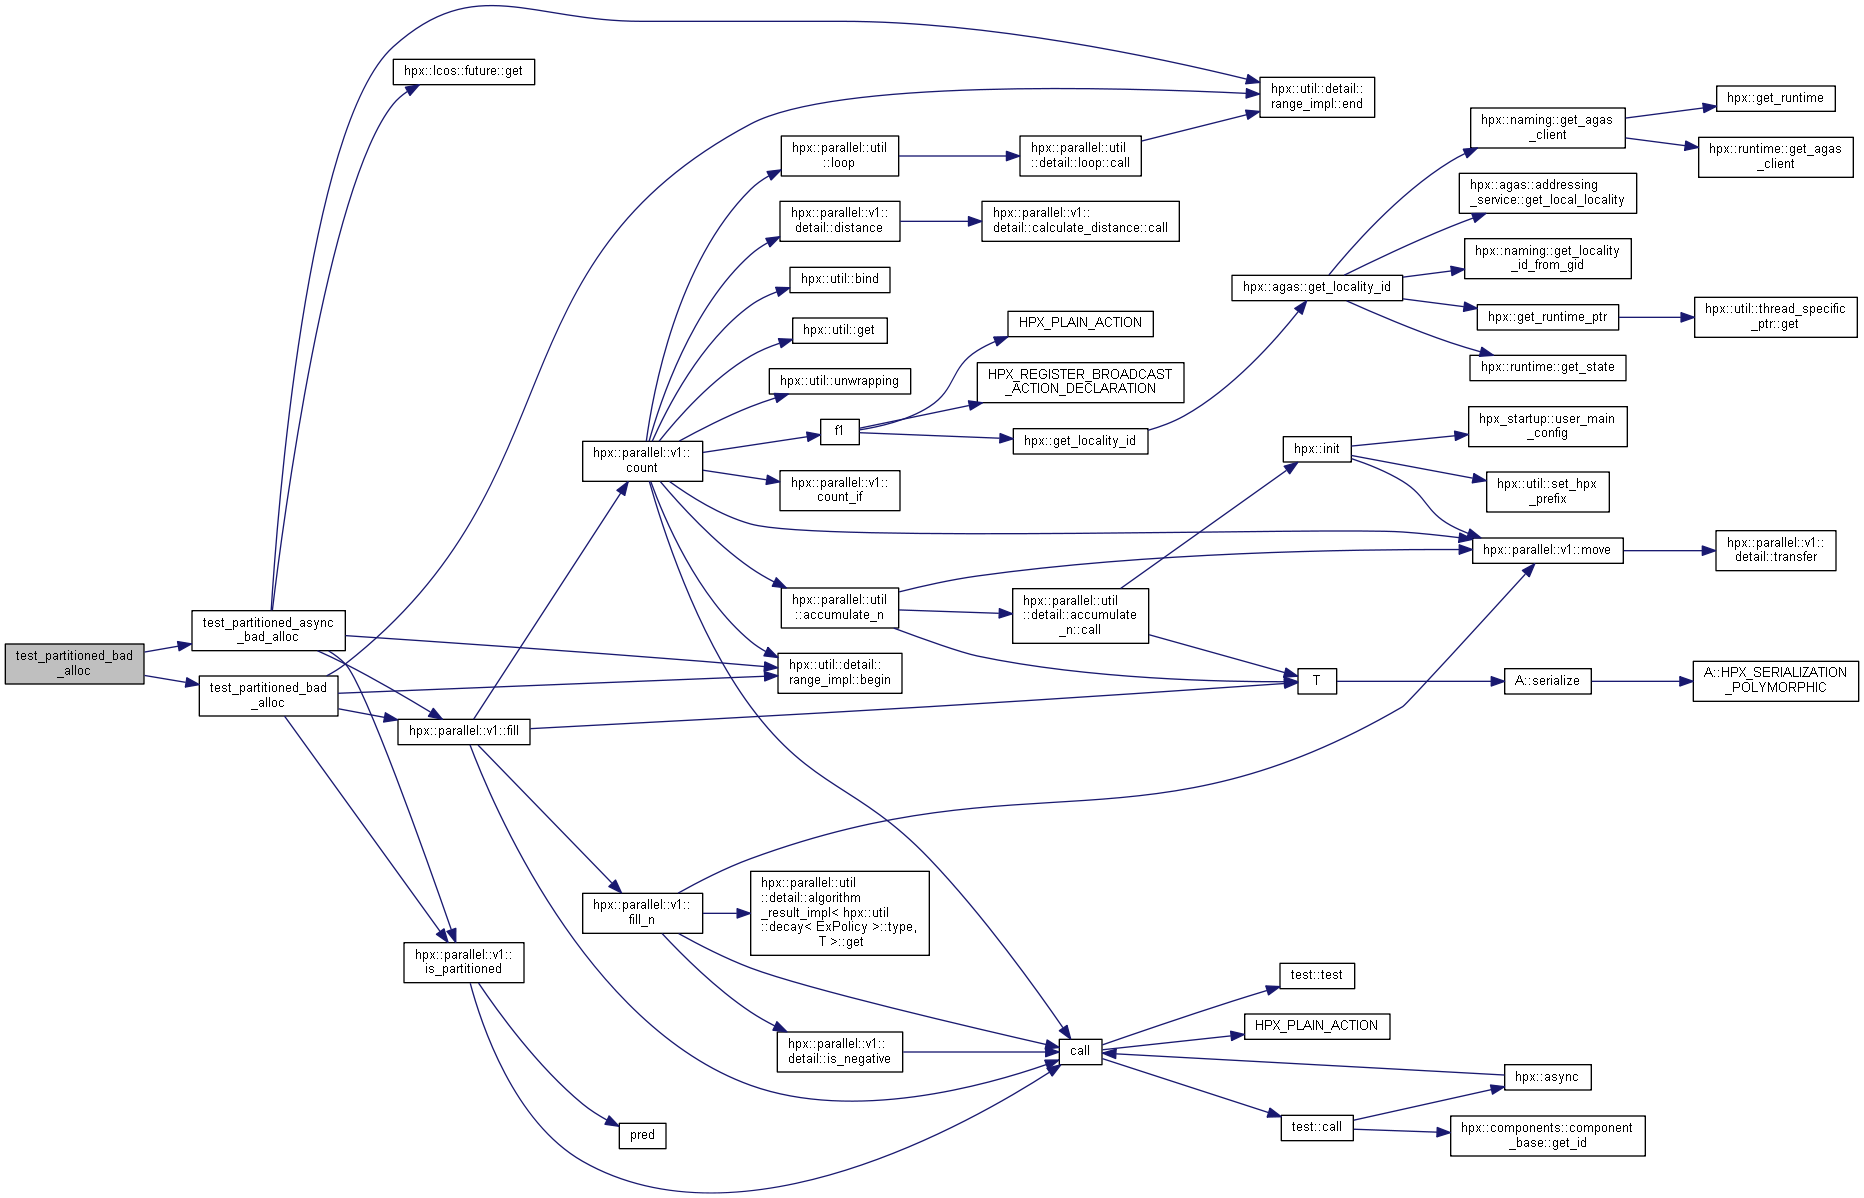 test_partitioned_bad
_alloc
test_partitioned_async
_bad_alloc
test_partitioned_bad
_alloc
hpx::lcos::future::get
hpx::parallel::v1::fill
hpx::parallel::v1::
is_partitioned
hpx::parallel::v1::
count
hpx::parallel::v1::
fill_n
pred
hpx::parallel::util
::loop
hpx::parallel::v1::
detail::distance
hpx::util::bind
hpx::util::get
hpx::util::unwrapping
f1
hpx::parallel::v1::
count_if
hpx::parallel::util
::accumulate_n
hpx::util::detail::
range_impl::begin
hpx::parallel::util
::detail::algorithm
_result_impl< hpx::util
::decay< ExPolicy >::type,
T >::get
hpx::parallel::v1::
detail::is_negative
hpx::parallel::util
::detail::loop::call
hpx::parallel::v1::
detail::calculate_distance::call
HPX_PLAIN_ACTION
HPX_REGISTER_BROADCAST
_ACTION_DECLARATION
hpx::get_locality_id
hpx::parallel::util
::detail::accumulate
_n::call
call
hpx::util::detail::
range_impl::end
hpx::agas::get_locality_id
hpx::init
T
test::test
HPX_PLAIN_ACTION
test::call
hpx::naming::get_agas
_client
hpx::agas::addressing
_service::get_local_locality
hpx::naming::get_locality
_id_from_gid
hpx::get_runtime_ptr
hpx::runtime::get_state
hpx_startup::user_main
_config
hpx::util::set_hpx
_prefix
hpx::parallel::v1::move
A::serialize
hpx::async
hpx::components::component
_base::get_id
hpx::get_runtime
hpx::runtime::get_agas
_client
hpx::util::thread_specific
_ptr::get
hpx::parallel::v1::
detail::transfer
A::HPX_SERIALIZATION
_POLYMORPHIC